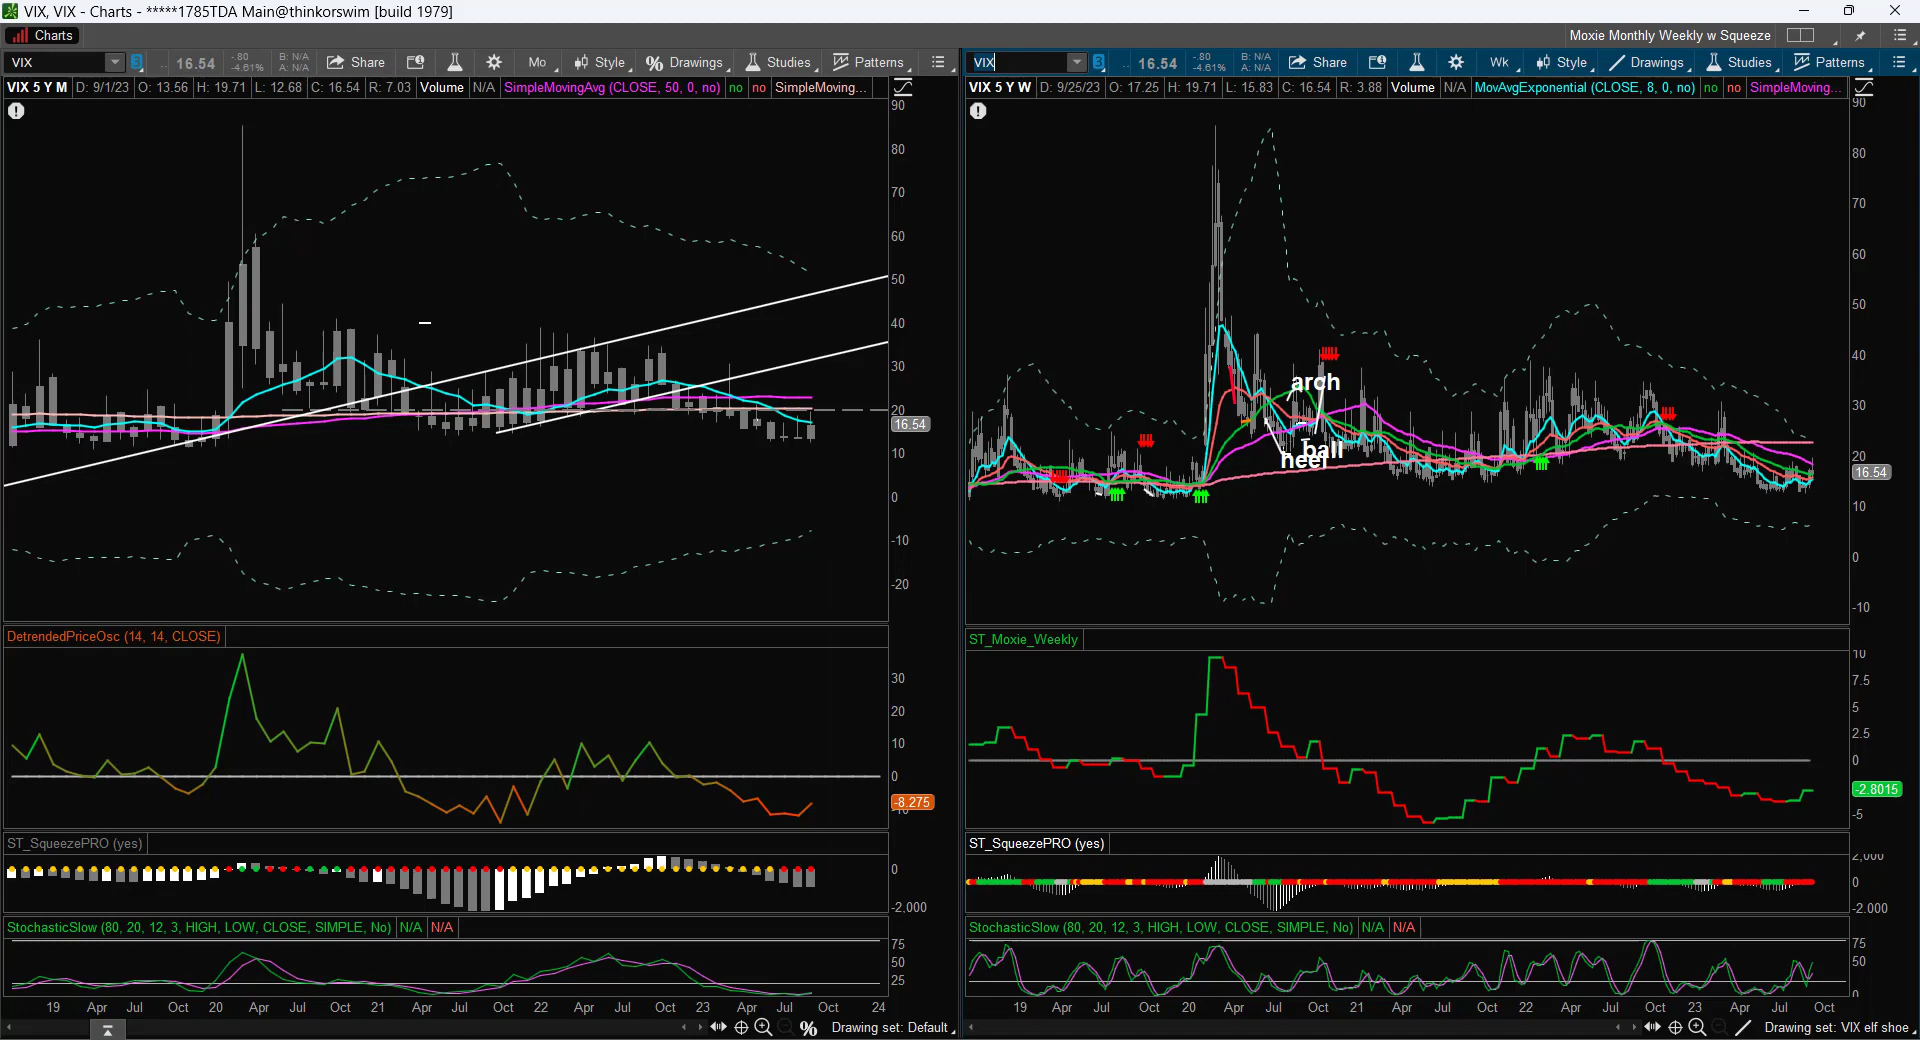 VIX, VIX - Charts - *****1785TDA Main@thinkorswim [build 1979]
Charts
Moxie Monthly Weekly w Squeeze
VIX 3 16.54 -.80 -4.61% B: N/A A: N/A Share Mo Style Drawings Studies Patterns
VIX 3 16.54 -.80 -4.61% B: N/A A: N/A Share Wk Style Drawings Studies Patterns
VIX 5 Y M D: 9/1/23 O: 13.56 H: 19.71 L: 12.68 C: 16.54 R: 7.03 Volume N/A SimpleMovingAvg (CLOSE, 50, 0, no) no no SimpleMoving...
90
80
70
60
50
40
30
20
16.54
10
0
-10
-20
DetrendedPriceOsc (14, 14, CLOSE)
30
20
10
0
-8.275
ST_SqueezePRO (yes)
0
-2.000
StochasticSlow (80, 20, 12, 3, HIGH, LOW, CLOSE, SIMPLE, No) N/A N/A
75
50
25
19 Apr Jul Oct 20 Apr Jul Oct 21 Apr Jul Oct 22 Apr Jul Oct 23 Apr Jul Oct 24
Drawing set: Default
VIX 5 Y W D: 9/25/23 O: 17.25 H: 19.71 L: 15.83 C: 16.54 R: 3.88 Volume N/A MovAvgExponential (CLOSE, 8, 0, no) no no SimpleMoving...
90
80
70
60
50
40
30
20
16.54
10
0
-10
arch
ball
heel
ST_Moxie_Weekly
10
7.5
5
2.5
0
-2.8015
-5
ST_SqueezePRO (yes)
2,000
0
-2.000
StochasticSlow (80, 20, 12, 3, HIGH, LOW, CLOSE, SIMPLE, No) N/A N/A
75
50
0
19 Apr Jul Oct 20 Apr Jul Oct 21 Apr Jul Oct 22 Apr Jul Oct 23 Apr Jul Oct
Drawing set: VIX elf shoe